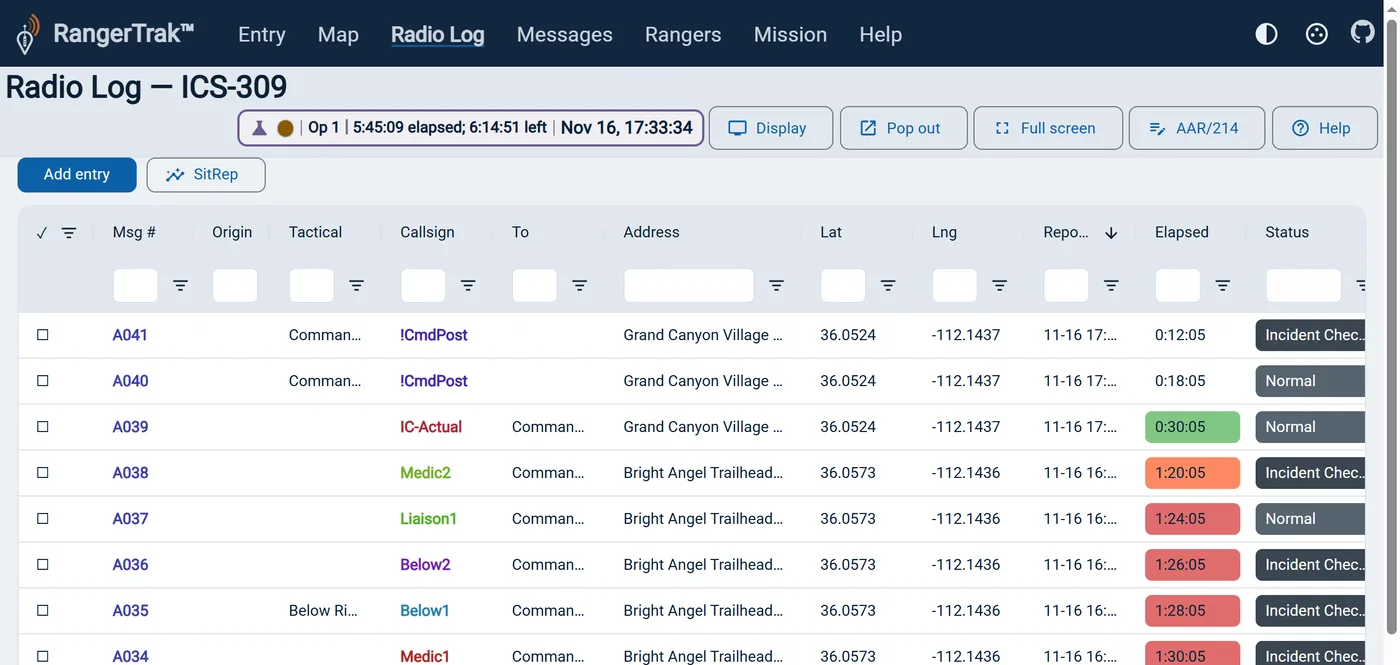 RangerTrak™ Entry Map Radio Log Messages Rangers Mission Help
Radio Log — ICS-309
Op 1 | 5:45:09 elapsed; 6:14:51 left | Nov 16, 17:33:34 Display Pop out Full screen AAR/214 Help
Add entry SitRep
✓ Msg # Origin Tactical Callsign To Address Lat Lng Repo... ↓ Elapsed Status
A041 Comman... !CmdPost Grand Canyon Village ... 36.0524 -112.1437 11-16 17:... 0:12:05 Incident Chec...
A040 Comman... !CmdPost Grand Canyon Village ... 36.0524 -112.1437 11-16 17:... 0:18:05 Normal
A039 IC-Actual Comman... Grand Canyon Village ... 36.0524 -112.1437 11-16 17:... 0:30:05 Normal
A038 Medic2 Comman... Bright Angel Trailhead... 36.0573 -112.1436 11-16 16:... 1:20:05 Incident Chec...
A037 Liaison1 Comman... Bright Angel Trailhead... 36.0573 -112.1436 11-16 16:... 1:24:05 Normal
A036 Below2 Comman... Bright Angel Trailhead... 36.0573 -112.1436 11-16 16:... 1:26:05 Incident Chec...
A035 Below Ri... Below1 Comman... Bright Angel Trailhead... 36.0573 -112.1436 11-16 16:... 1:28:05 Incident Chec...
A034 Medic1 Comman... Bright Angel Trailhead... 36.0573 -112.1436 11-16 16:... 1:30:05 Incident Chec...